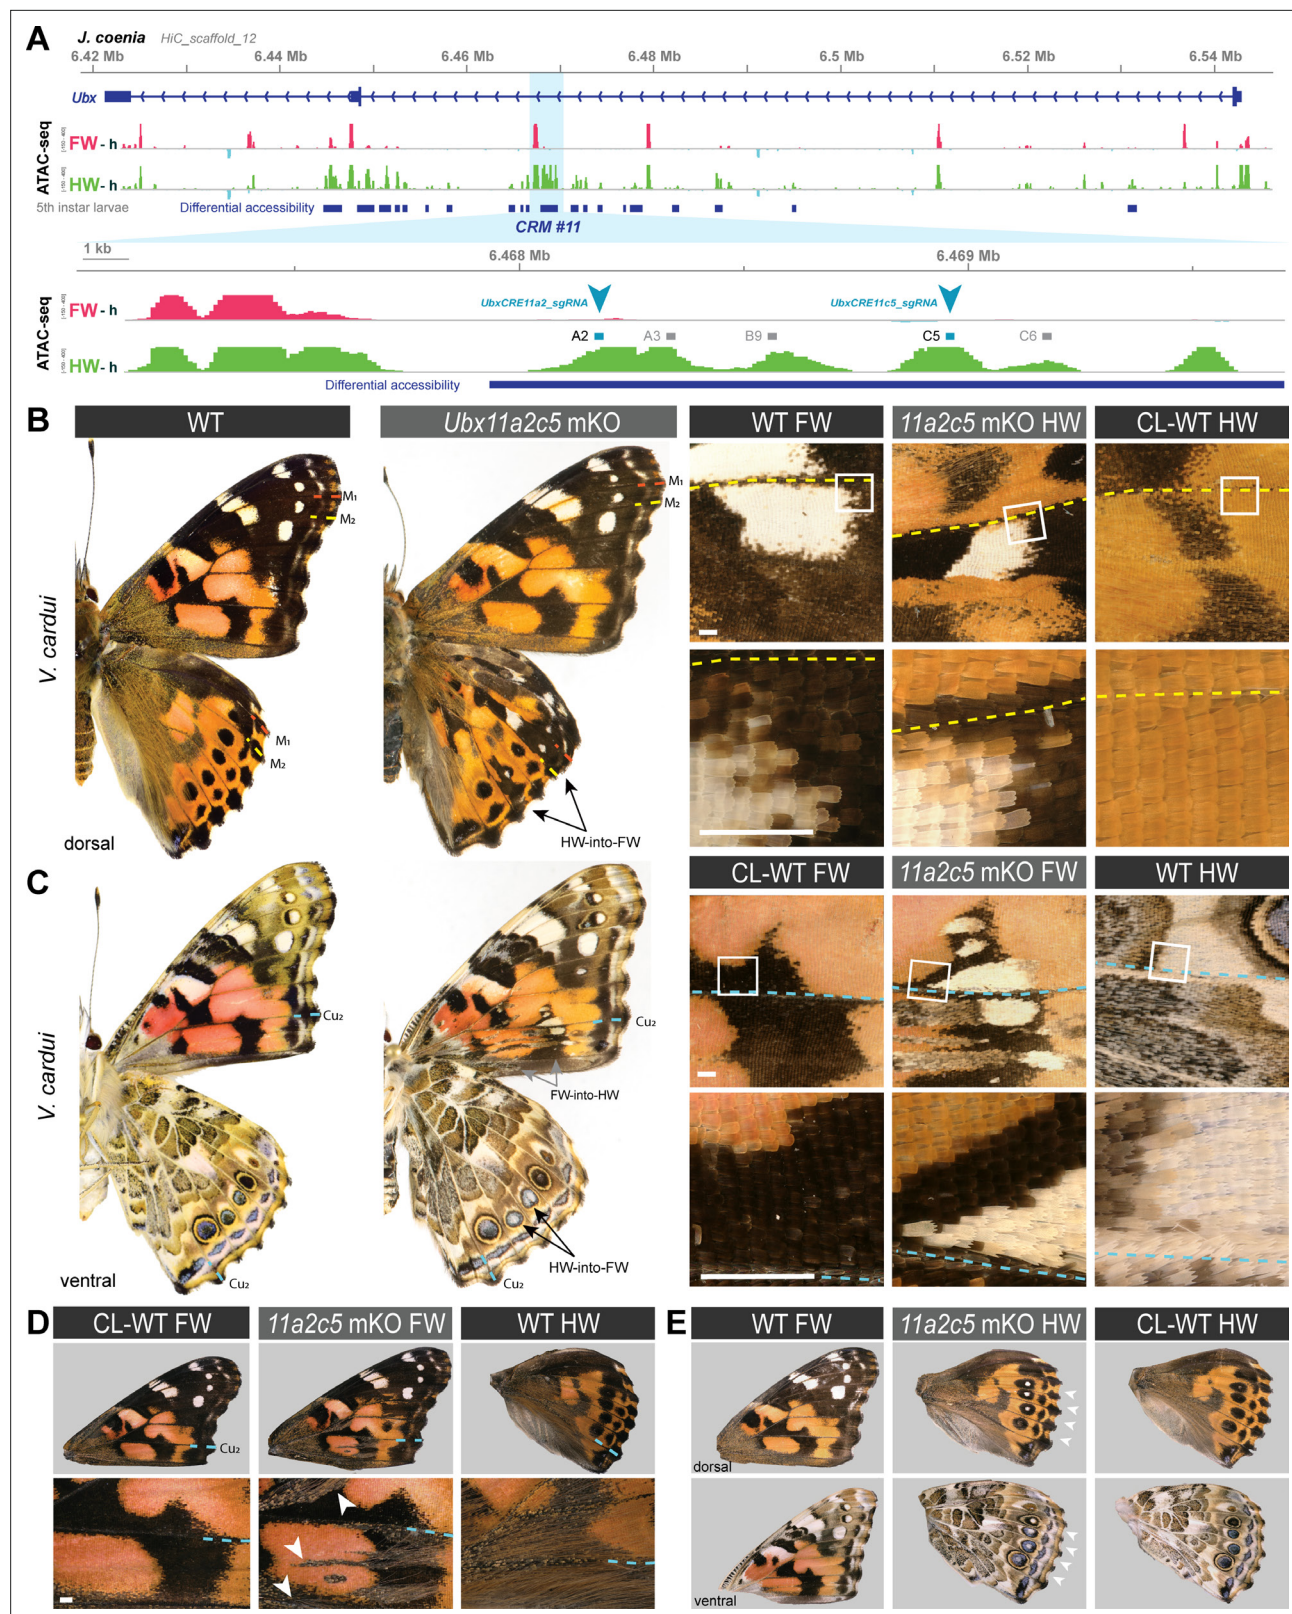 A
J. coenia HiC_scaffold_12
6.42 Mb 6.44 Mb 6.46 Mb 6.48 Mb 6.5 Mb 6.52 Mb 6.54 Mb
Ubx
ATAC-seq
FW - h
HW - h
5th instar larvae
Differential accessibility
CRM #11
1 kb
6.468 Mb 6.469 Mb
ATAC-seq
FW - h
UbxCRE11a2_sgRNA UbxCRE11c5_sgRNA
A2 A3 B9 C5 C6
HW - h
Differential accessibility
B
WT Ubx11a2c5 mKO WT FW 11a2c5 mKO HW CL-WT HW
M1
M2
M1
M2
V. cardui
M1
M2
HW-into-FW
dorsal
C
CL-WT FW 11a2c5 mKO FW WT HW
Cu2
Cu2
V. cardui
FW-into-HW
HW-into-FW
Cu2
Cu2
ventral
D
CL-WT FW 11a2c5 mKO FW WT HW
Cu2
E
WT FW 11a2c5 mKO HW CL-WT HW
dorsal
ventral